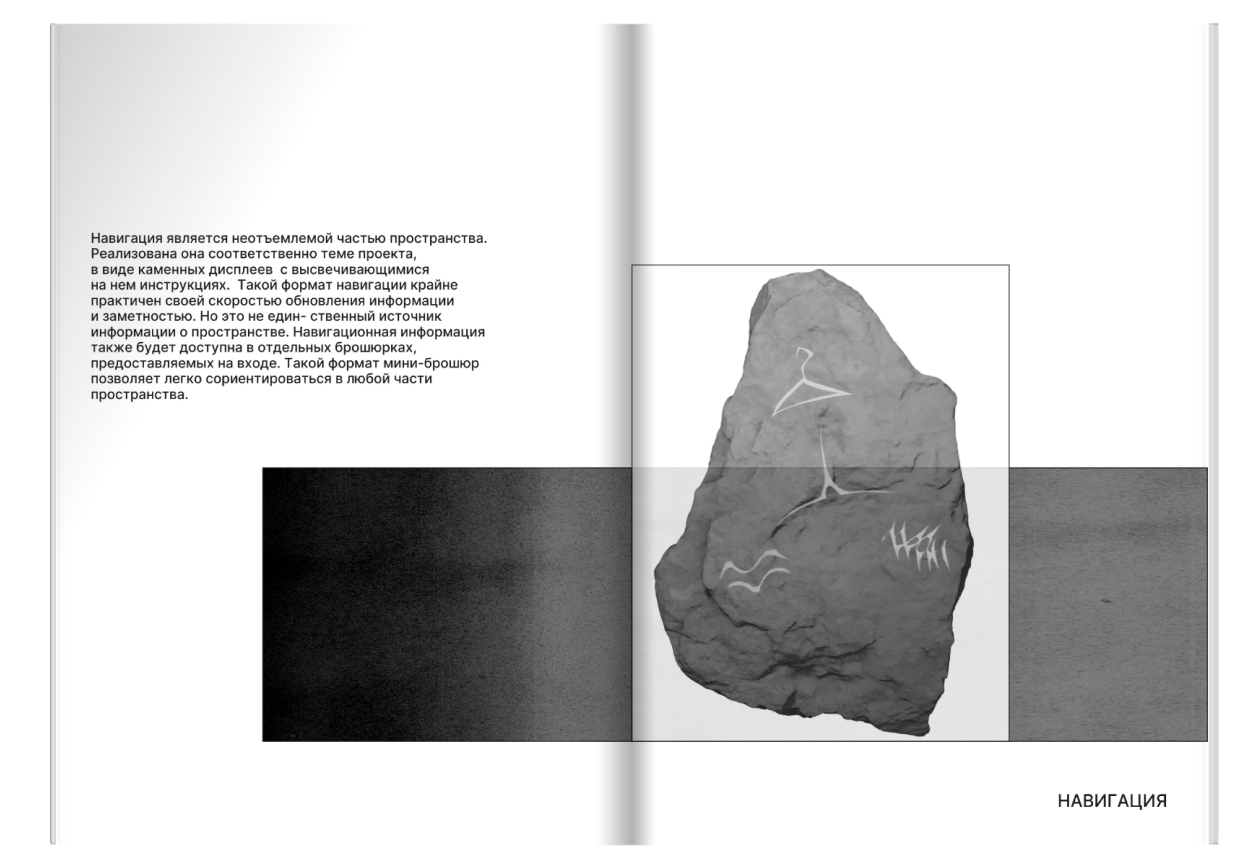 Навигация является неотъемлемой частью пространства.
Реализована она соответственно теме проекта,
в виде каменных дисплеев  с высвечивающимися
на нем инструкциях.  Такой формат навигации крайне
практичен своей скоростью обновления информации
и заметностью. Но это не един- ственный источник
информации о пространстве. Навигационная информация
также будет доступна в отдельных брошюрках,
предоставляемых на входе. Такой формат мини-брошюр
позволяет легко сориентироваться в любой части
пространства.
НАВИГАЦИЯ